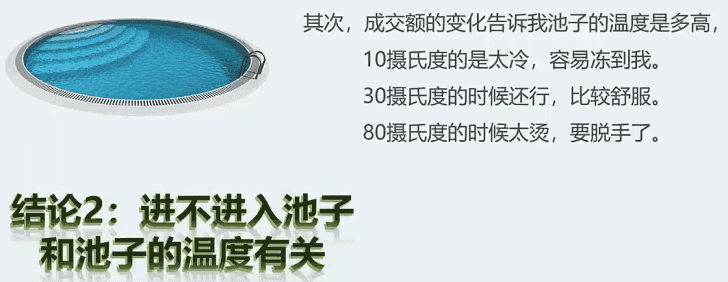 其次，成交额的变化告诉我池子的温度是多高，
10摄氏度的是太冷，容易冻到我。
30摄氏度的时候还行，比较舒服。
80摄氏度的时候太烫，要脱手了。
结论2：进不进入池子
和池子的温度有关